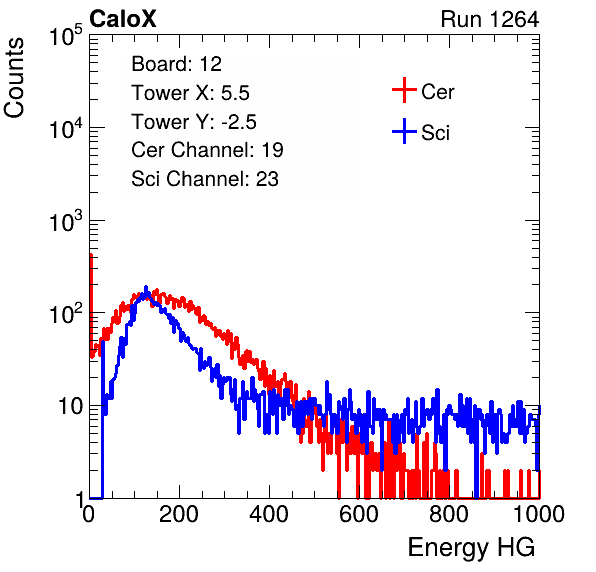 CaloX Run 1264
Counts
Board: 12
Tower X: 5.5
Tower Y: -2.5
Cer Channel: 19
Sci Channel: 23
Cer
Sci
10^5
10^4
10^3
10^2
10
1
0 200 400 600 800 1000
Energy HG